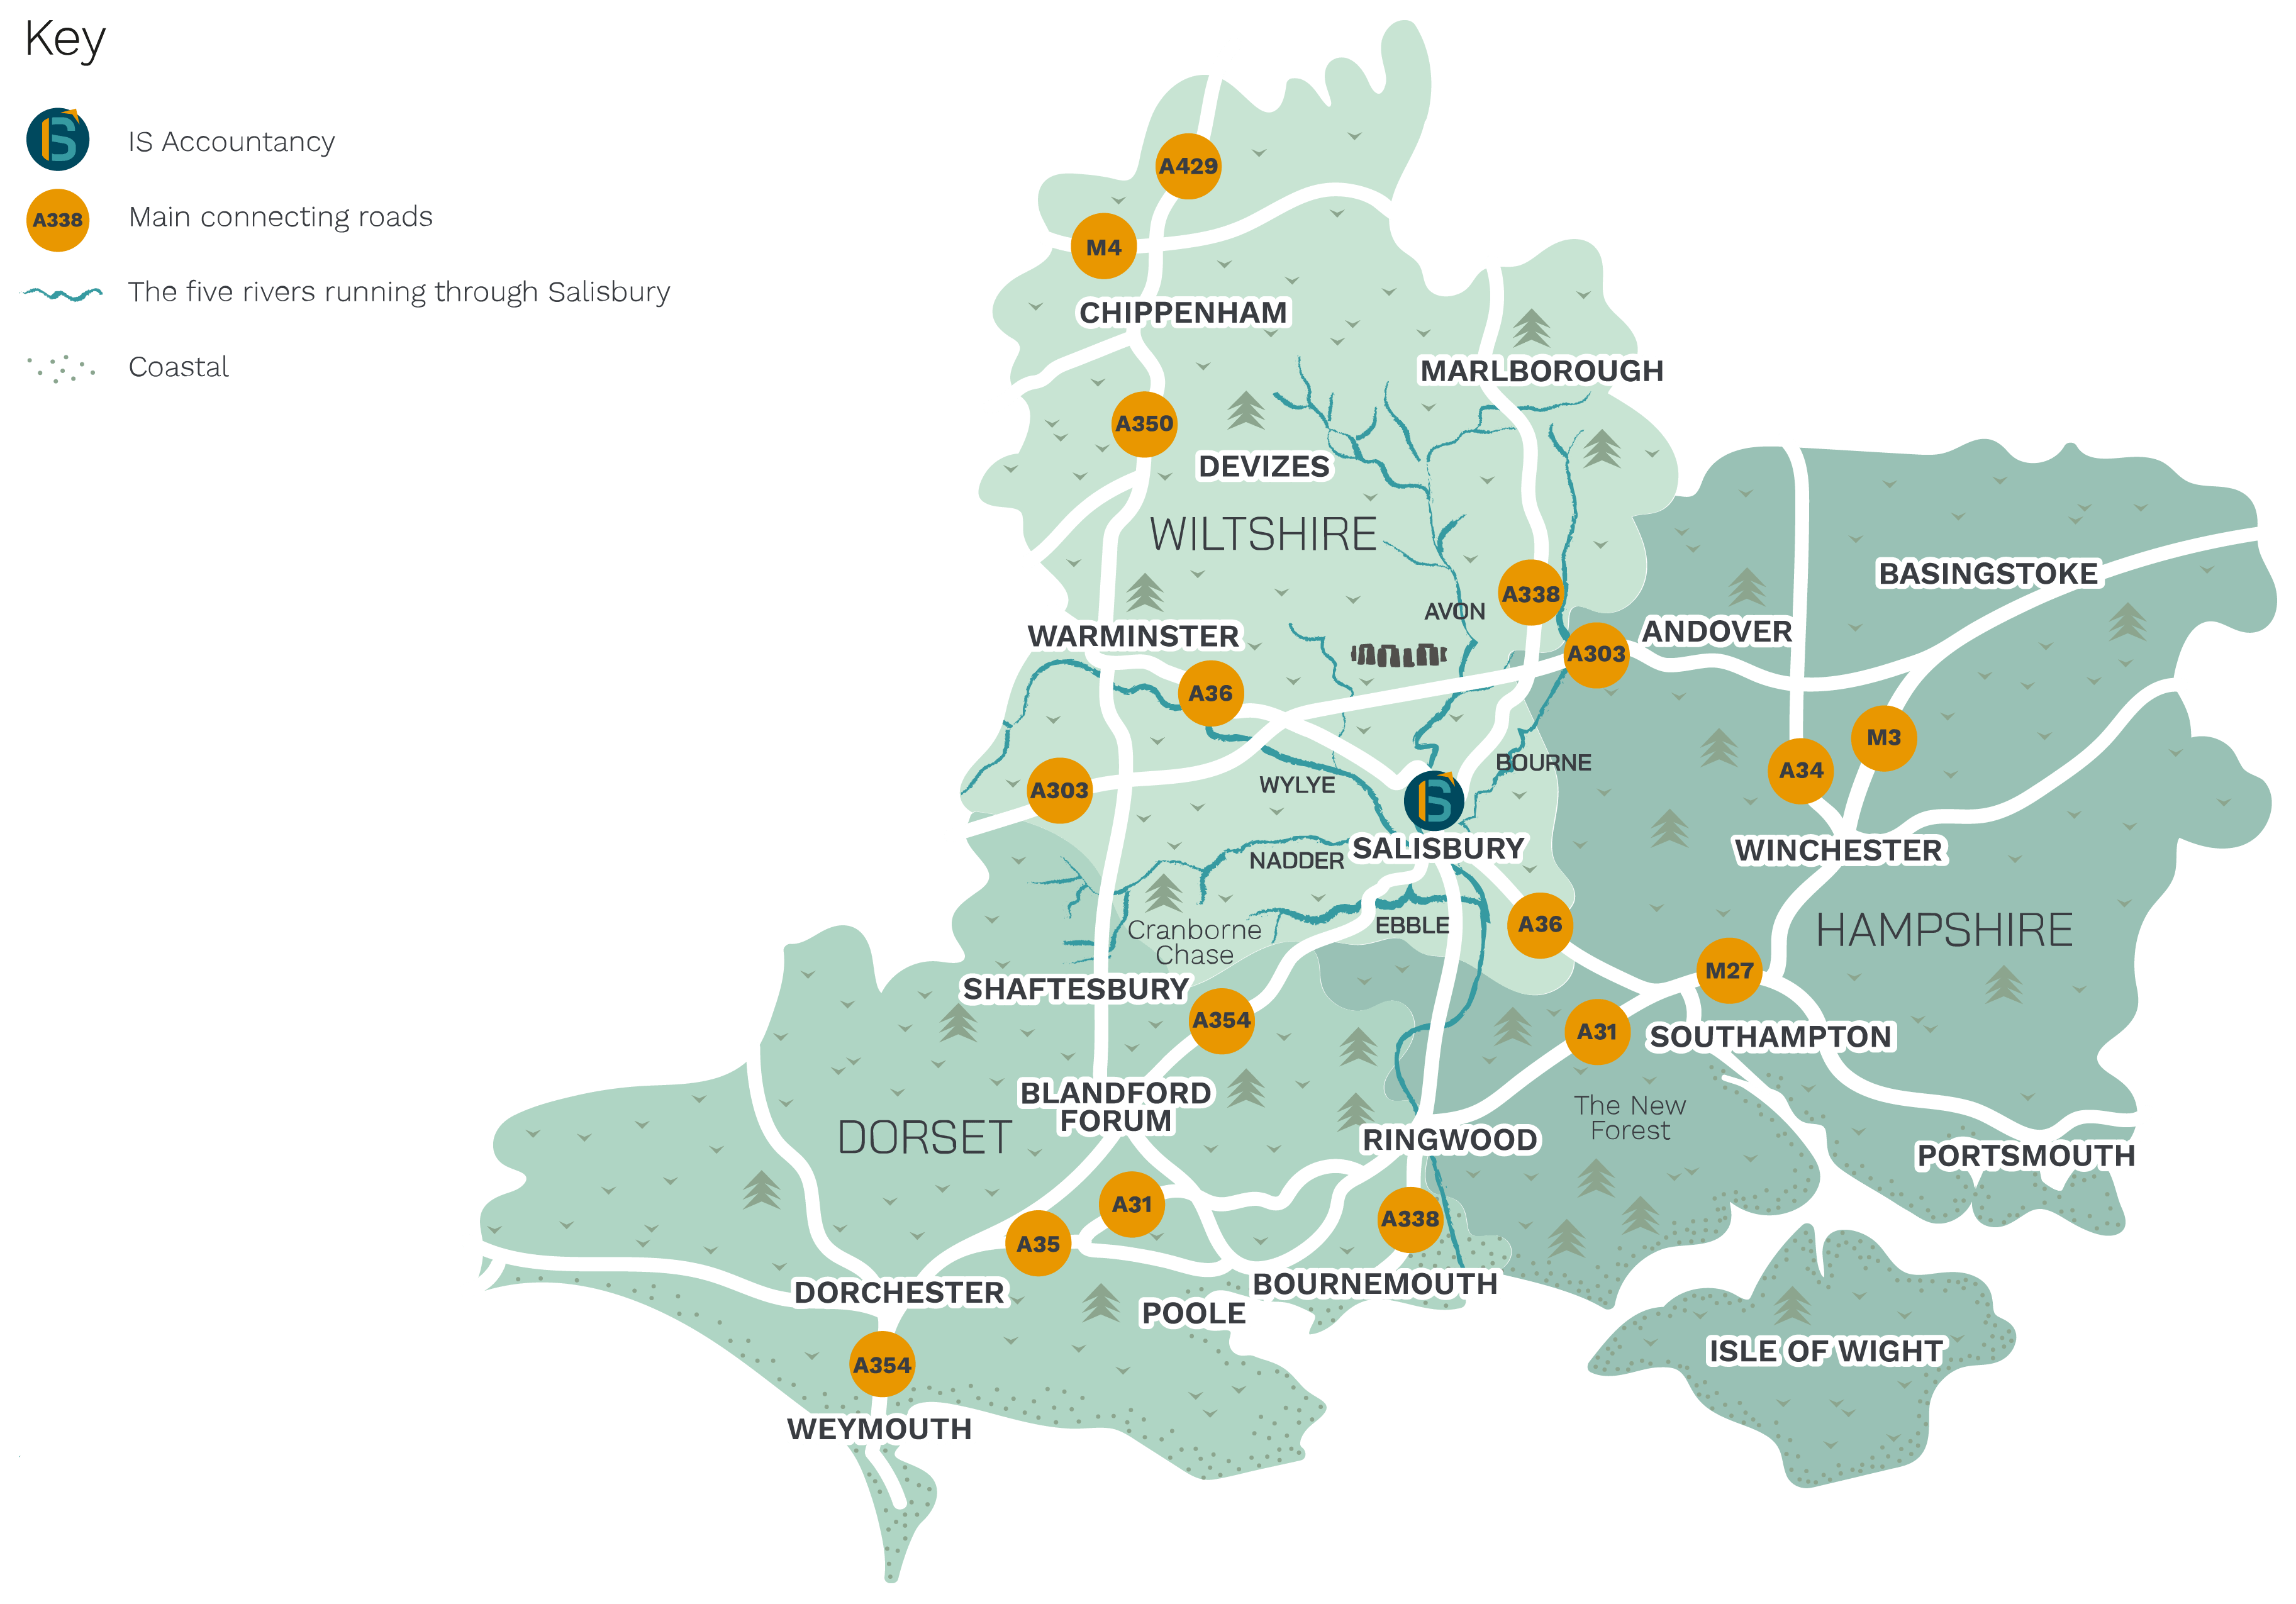 Key
IS
IS Accountancy
A338
Main connecting roads
The five rivers running through Salisbury
Coastal
A429
M4
CHIPPENHAM
MARLBOROUGH
A350
DEVIZES
WILTSHIRE
BASINGSTOKE
A338
AVON
WARMINSTER
ANDOVER
A303
A36
M3
BOURNE
A34
WYLYE
A303
IS
SALISBURY
WINCHESTER
NADDER
EBBLE
A36
HAMPSHIRE
Cranborne
Chase
M27
SHAFTESBURY
A354
A31
SOUTHAMPTON
BLANDFORD
FORUM
The New
Forest
DORSET
RINGWOOD
PORTSMOUTH
A31
A338
A35
BOURNEMOUTH
DORCHESTER
POOLE
ISLE OF WIGHT
A354
WEYMOUTH